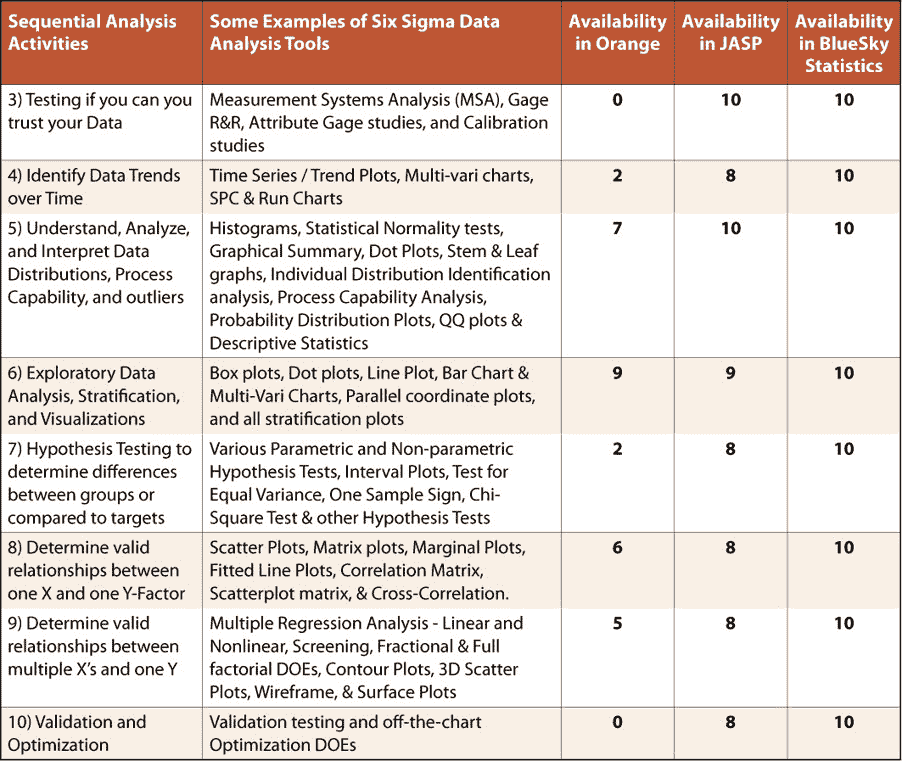 Sequential Analysis Activities
Some Examples of Six Sigma Data Analysis Tools
Availability in Orange
Availability in JASP
Availability in BlueSky Statistics
3) Testing if you can you
trust your Data
Measurement Systems Analysis (MSA), Gage
R&R, Attribute Gage studies, and Calibration
studies
0
10
10
4) Identify Data Trends
over Time
Time Series / Trend Plots, Multi-vari charts,
SPC & Run Charts
2
8
10
5) Understand, Analyze,
and Interpret Data
Distributions, Process
Capability, and outliers
Histograms, Statistical Normality tests,
Graphical Summary, Dot Plots, Stem & Leaf
graphs, Individual Distribution Identification
analysis, Process Capability Analysis,
Probability Distribution Plots, QQ plots &
Descriptive Statistics
7
10
10
6) Exploratory Data
Analysis, Stratification,
and Visualizations
Box plots, Dot plots, Line Plot, Bar Chart &
Multi-Vari Charts, Parallel coordinate plots,
and all stratification plots
9
9
10
7) Hypothesis Testing to
determine differences
between groups or
compared to targets
Various Parametric and Non-parametric
Hypothesis Tests, Interval Plots, Test for
Equal Variance, One Sample Sign, Chi-
Square Test & other Hypothesis Tests
2
8
10
8) Determine valid
relationships between
one X and one Y-Factor
Scatter Plots, Matrix plots, Marginal Plots,
Fitted Line Plots, Correlation Matrix,
Scatterplot matrix, & Cross-Correlation.
6
8
10
9) Determine valid
relationships between
multiple X's and one Y
Multiple Regression Analysis - Linear and
Nonlinear, Screening, Fractional & Full
factorial DOEs, Contour Plots, 3D Scatter
Plots, Wireframe, & Surface Plots
5
8
10
10) Validation and
Optimization
Validation testing and off-the-chart
Optimization DOEs
0
8
10